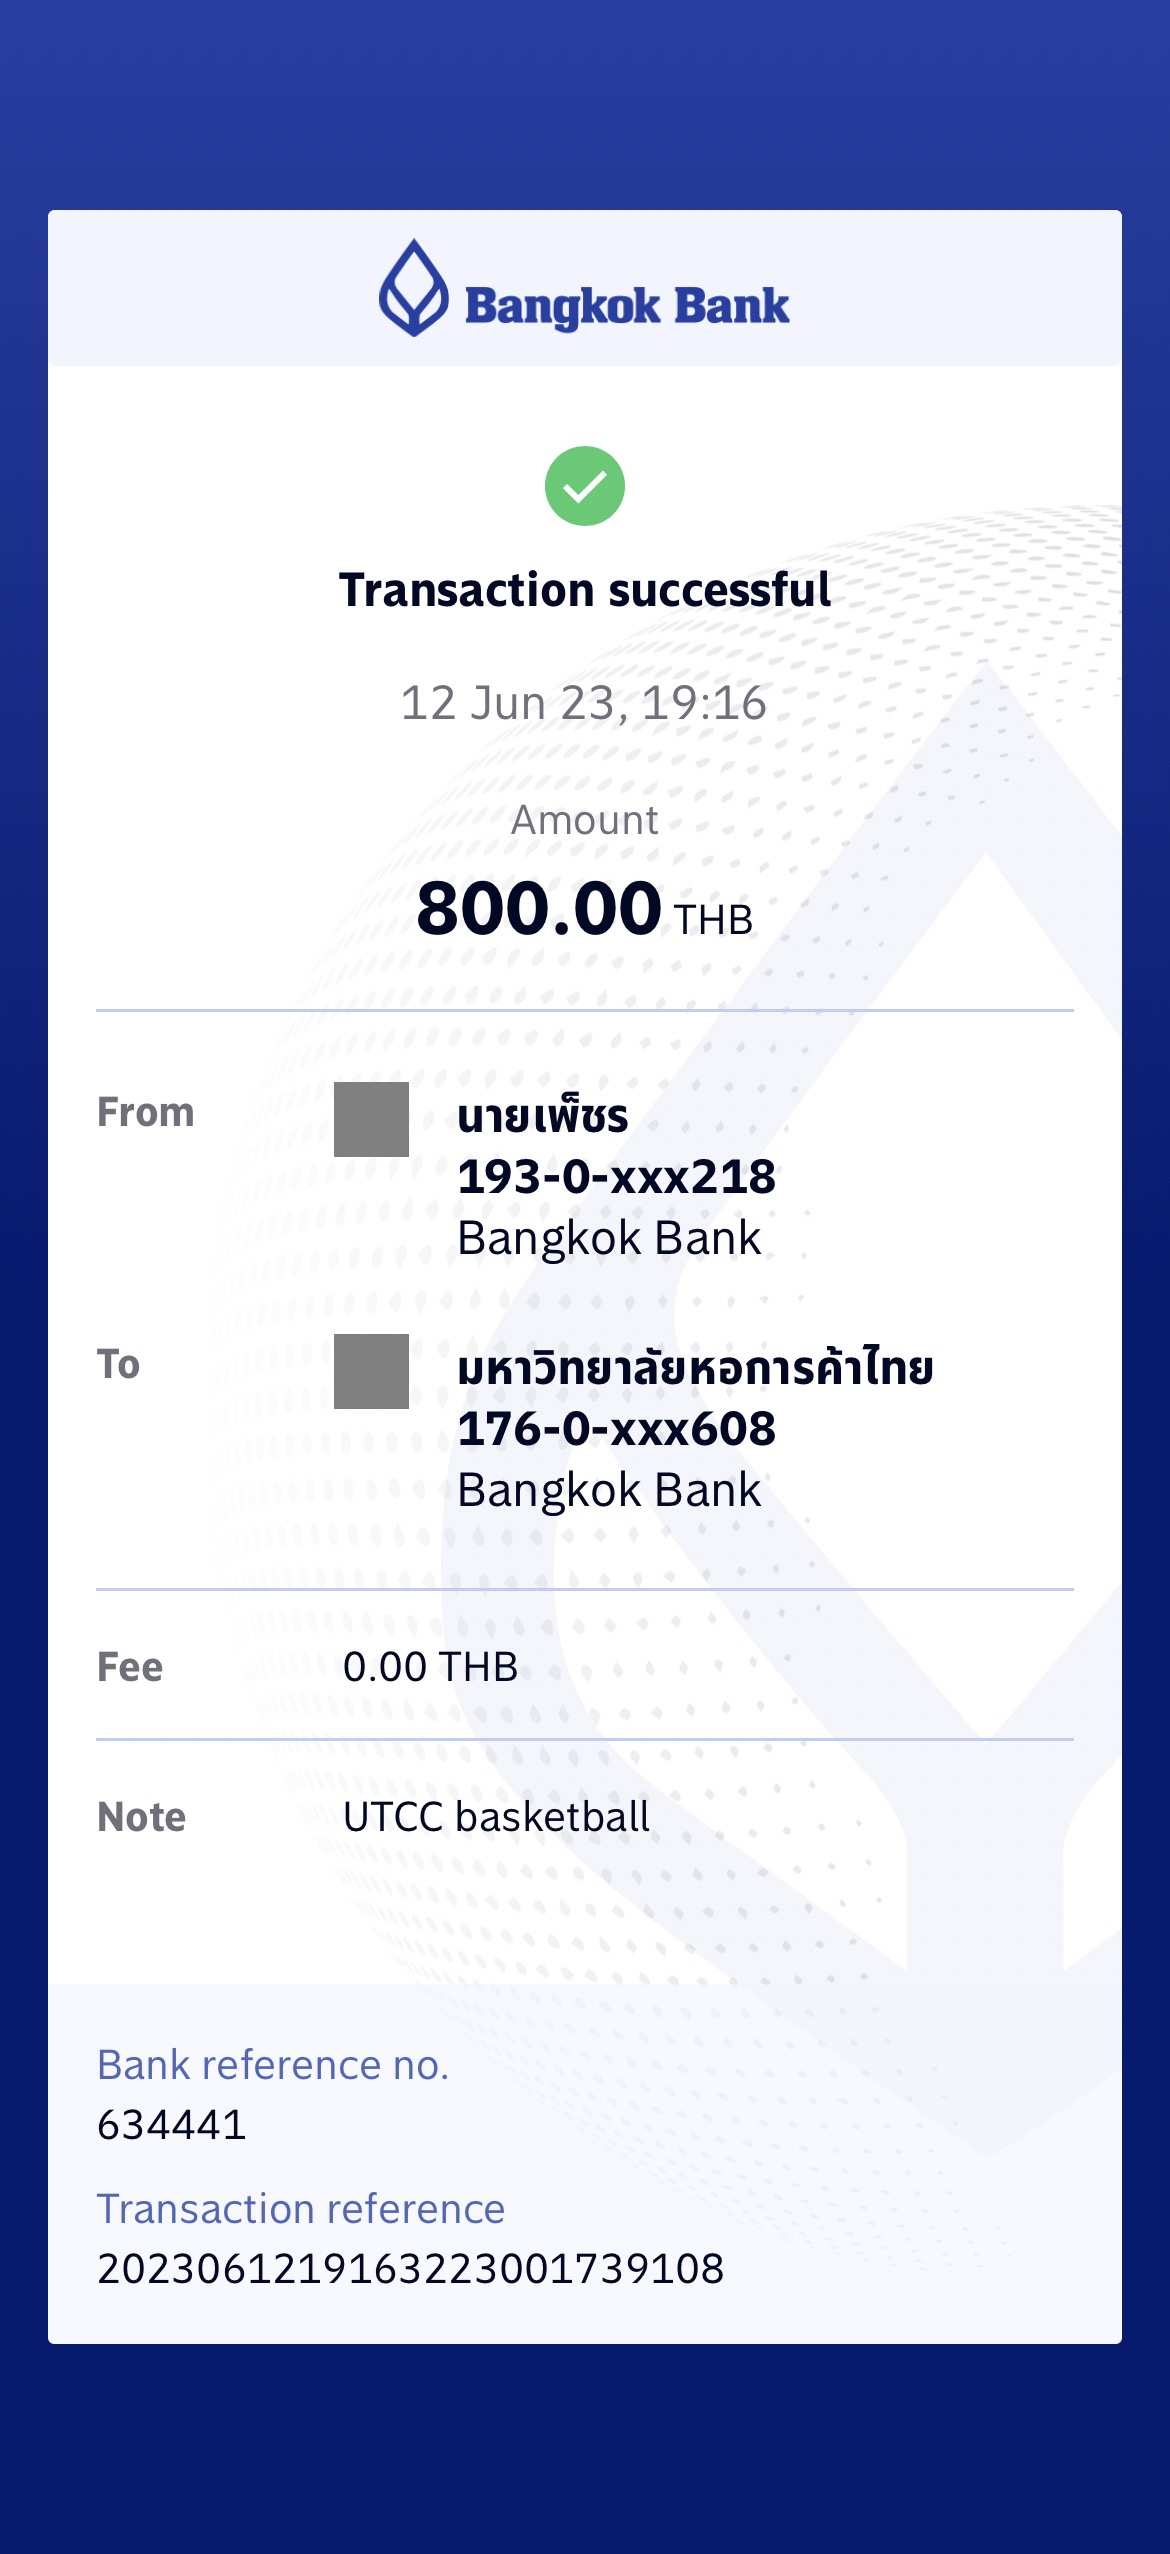 Bangkok Bank
Transaction successful
12 Jun 23, 19:16
Amount
800.00 THB
From
นายเพ็ชร
193-0-xxx218
Bangkok Bank
To
มหาวิทยาลัยหอการค้าไทย
176-0-xxx608
Bangkok Bank
Fee 0.00 THB
Note UTCC basketball
Bank reference no.
634441
Transaction reference
2023061219163223001739108